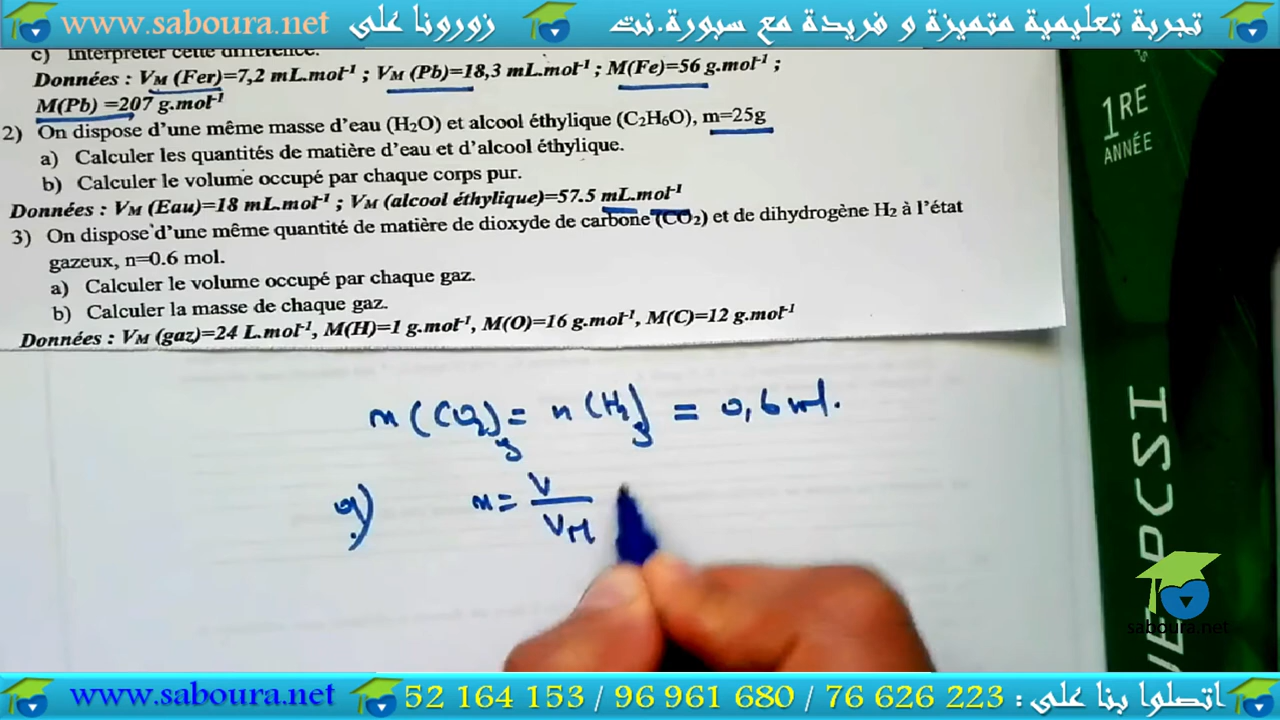 www.saboura.net زورونا على تجربة تعليمية متميزة و فريدة مع سبورة.نت
c) Interpréter cette différence.
Données : VM (Fer)=7,2 mL.mol-1 ; VM (Pb)=18,3 mL.mol-1 ; M(Fe)=56 g.mol-1 ;
M(Pb) =207 g.mol-1
2) On dispose d'une même masse d'eau (H2O) et alcool éthylique (C2H6O), m=25g
a) Calculer les quantités de matière d'eau et d'alcool éthylique.
b) Calculer le volume occupé par chaque corps pur.
Données : VM (Eau)=18 mL.mol-1 ; VM (alcool éthylique)=57.5 mL.mol-1
3) On dispose d'une même quantité de matière de dioxyde de carbone (CO2) et de dihydrogène H2 à l'état
gazeux, n=0.6 mol.
a) Calculer le volume occupé par chaque gaz.
b) Calculer la masse de chaque gaz.
Données : VM (gaz)=24 L.mol-1, M(H)=1 g.mol-1, M(O)=16 g.mol-1, M(C)=12 g.mol-1
n(CO2)g = n(H2)g = 0,6 mol.
a) n = V
VM
1RE
ANNÉE
saboura.net
www.saboura.net 52 164 153 / 96 961 680 / 76 626 223 : اتصلوا بنا على